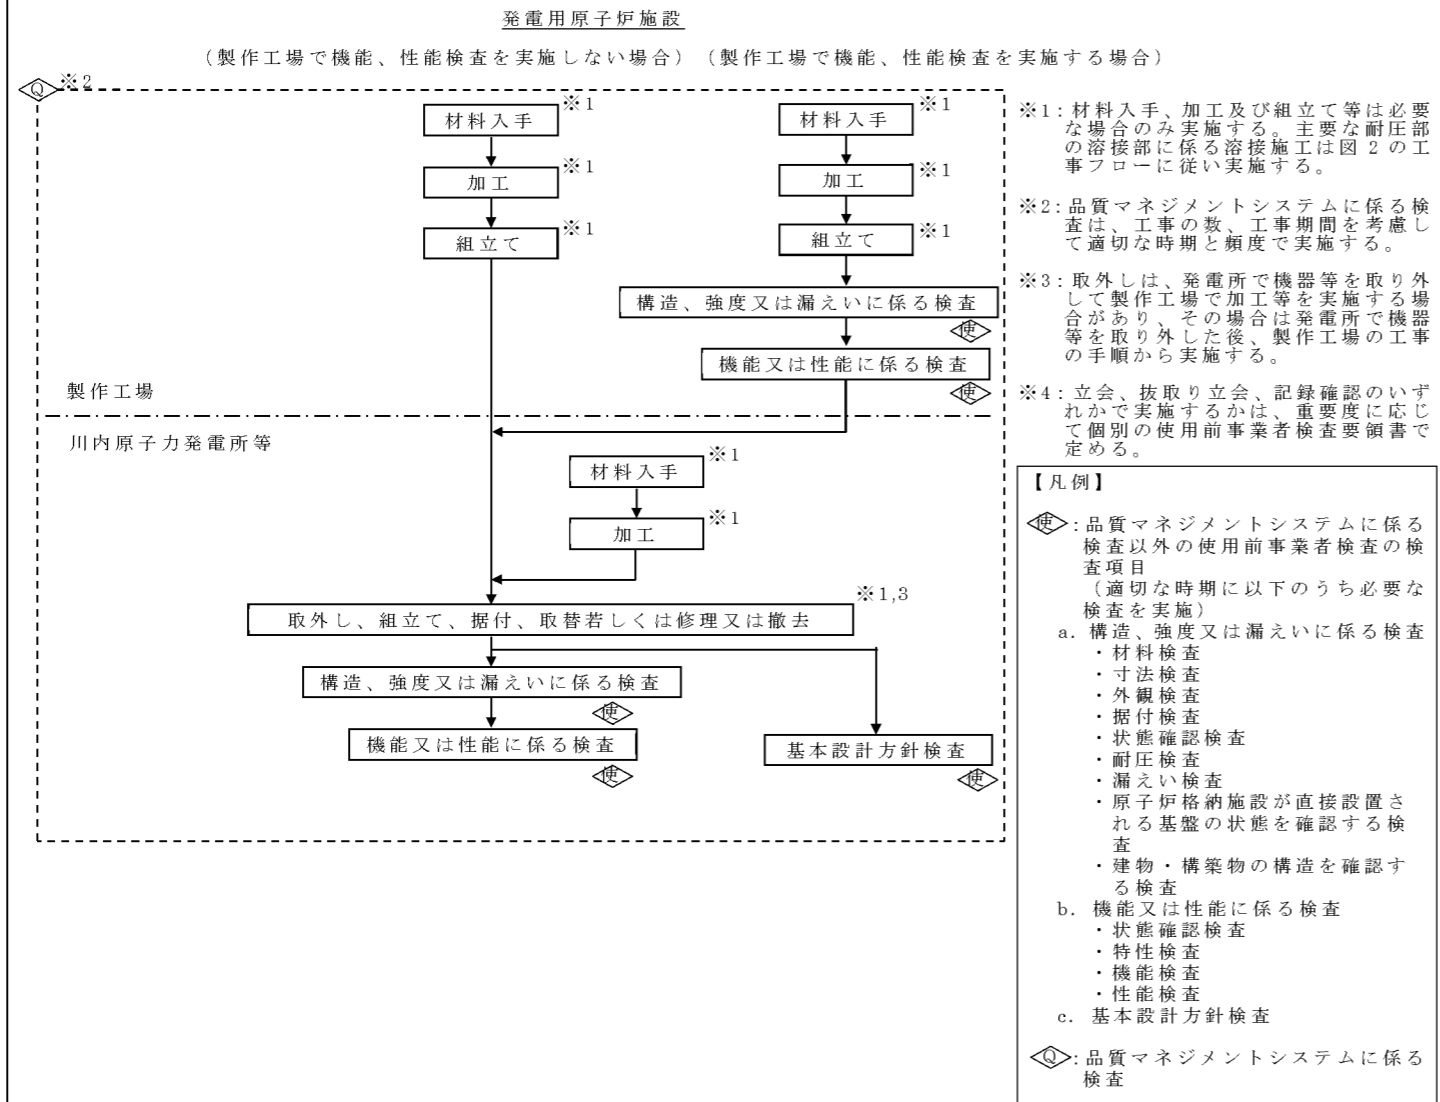 発電用原子炉施設
（製作工場で機能、性能検査を実施しない場合）（製作工場で機能、性能検査を実施する場合）
Q ※2
材料入手 ※1
加工 ※1
組立て ※1
材料入手 ※1
加工 ※1
組立て ※1
構造、強度又は漏えいに係る検査
使
機能又は性能に係る検査
使
製作工場
川内原子力発電所等
材料入手 ※1
加工 ※1
取外し、組立て、据付、取替若しくは修理又は撤去 ※1,3
構造、強度又は漏えいに係る検査
使
機能又は性能に係る検査
使
基本設計方針検査
使
※1：材料入手、加工及び組立て等は必要
な場合のみ実施する。主要な耐圧部
の溶接部に係る溶接施工は図2の工
事フローに従い実施する。
※2：品質マネジメントシステムに係る検
査は、工事の数、工事期間を考慮し
て適切な時期と頻度で実施する。
※3：取外しは、発電所で機器等を取り外
して製作工場で加工等を実施する場
合があり、その場合は発電所で機器
等を取り外した後、製作工場の工事
の手順から実施する。
※4：立会、抜取り立会、記録確認のいず
れかで実施するかは、重要度に応じ
て個別の使用前事業者検査要領書で
定める。
【凡例】
使：品質マネジメントシステムに係る
検査以外の使用前事業者検査の検
査項目
（適切な時期に以下のうち必要な
検査を実施）
a. 構造、強度又は漏えいに係る検査
・材料検査
・寸法検査
・外観検査
・据付検査
・状態確認検査
・耐圧検査
・漏えい検査
・原子炉格納施設が直接設置さ
れる基盤の状態を確認する検
査
・建物・構築物の構造を確認す
る検査
b. 機能又は性能に係る検査
・状態確認検査
・特性検査
・機能検査
・性能検査
c. 基本設計方針検査
Q：品質マネジメントシステムに係る
検査